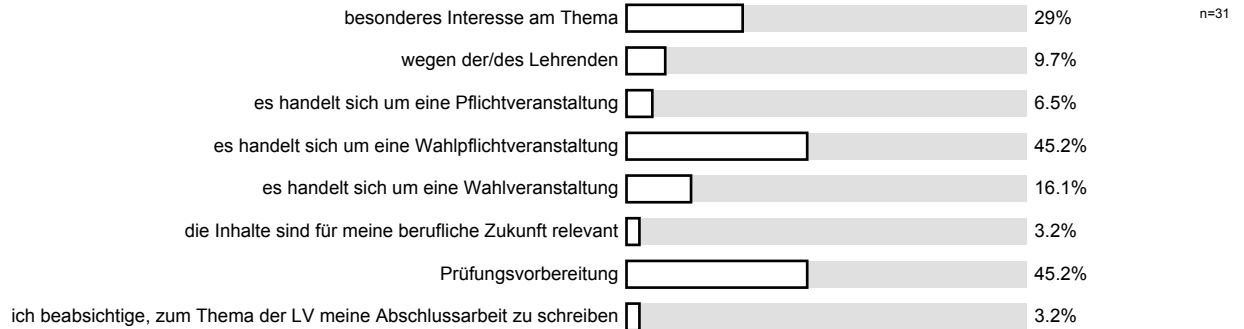 besonderes Interesse am Thema 29% n=31
wegen der/des Lehrenden 9.7%
es handelt sich um eine Pflichtveranstaltung 6.5%
es handelt sich um eine Wahlpflichtveranstaltung 45.2%
es handelt sich um eine Wahlveranstaltung 16.1%
die Inhalte sind für meine berufliche Zukunft relevant 3.2%
Prüfungsvorbereitung 45.2%
ich beabsichtige, zum Thema der LV meine Abschlussarbeit zu schreiben 3.2%